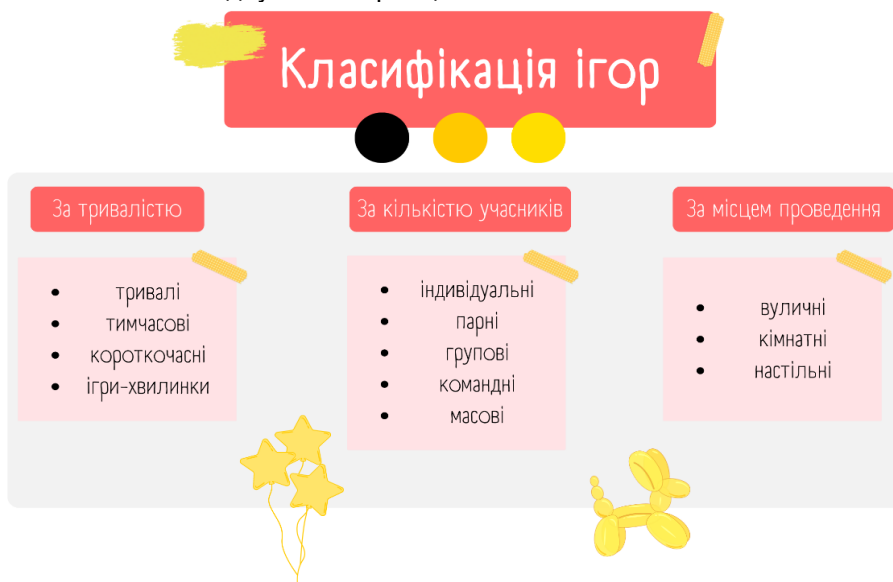 Класифікація ігор
За тривалістю
тривалі
тимчасові
короткочасні
ігри-хвилинки
За кількістю учасників
індивідуальні
парні
групові
командні
масові
За місцем проведення
вуличні
кімнатні
настільні